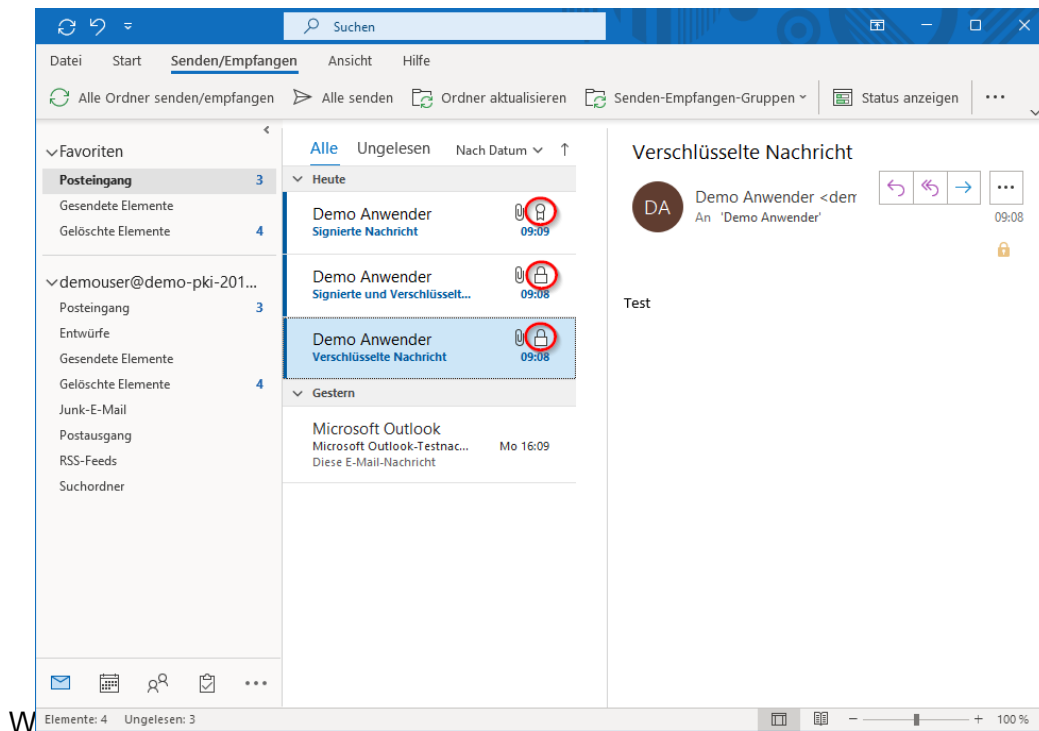 Suchen
Datei Start Senden/Empfangen Ansicht Hilfe
Alle Ordner senden/empfangen Alle senden Ordner aktualisieren Senden-Empfangen-Gruppen Status anzeigen ...
Favoriten
Posteingang 3
Gesendete Elemente
Gelöschte Elemente 4
demouser@demo-pki-201...
Posteingang 3
Entwürfe
Gesendete Elemente
Gelöschte Elemente 4
Junk-E-Mail
Postausgang
RSS-Feeds
Suchordner
Alle Ungelesen Nach Datum
Heute
Demo Anwender
Signierte Nachricht 09:09
Demo Anwender
Signierte und Verschlüsselt... 09:08
Demo Anwender
Verschlüsselte Nachricht 09:08
Gestern
Microsoft Outlook
Microsoft Outlook-Testnac... Mo 16:09
Diese E-Mail-Nachricht
Verschlüsselte Nachricht
DA
Demo Anwender <dem
An 'Demo Anwender' 09:08
Test
W
Elemente: 4 Ungelesen: 3 100 %